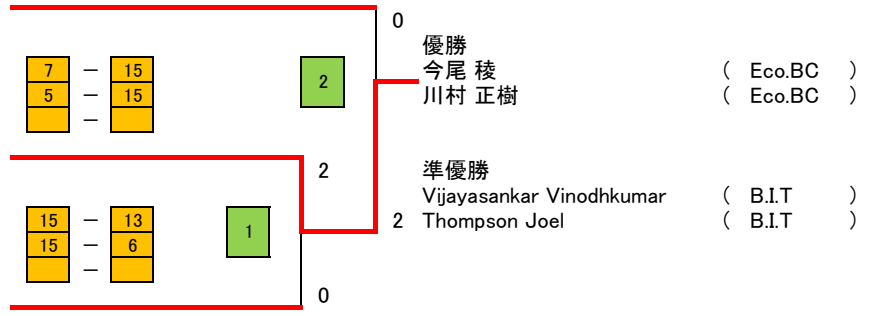 0
優勝
7 － 15 2 今尾 稜 ( Eco.BC )
5 － 15 川村 正樹 ( Eco.BC )
－
2 準優勝
Vijayasankar Vinodhkumar ( B.I.T )
15 － 13 1 2 Thompson Joel ( B.I.T )
15 － 6
－
0